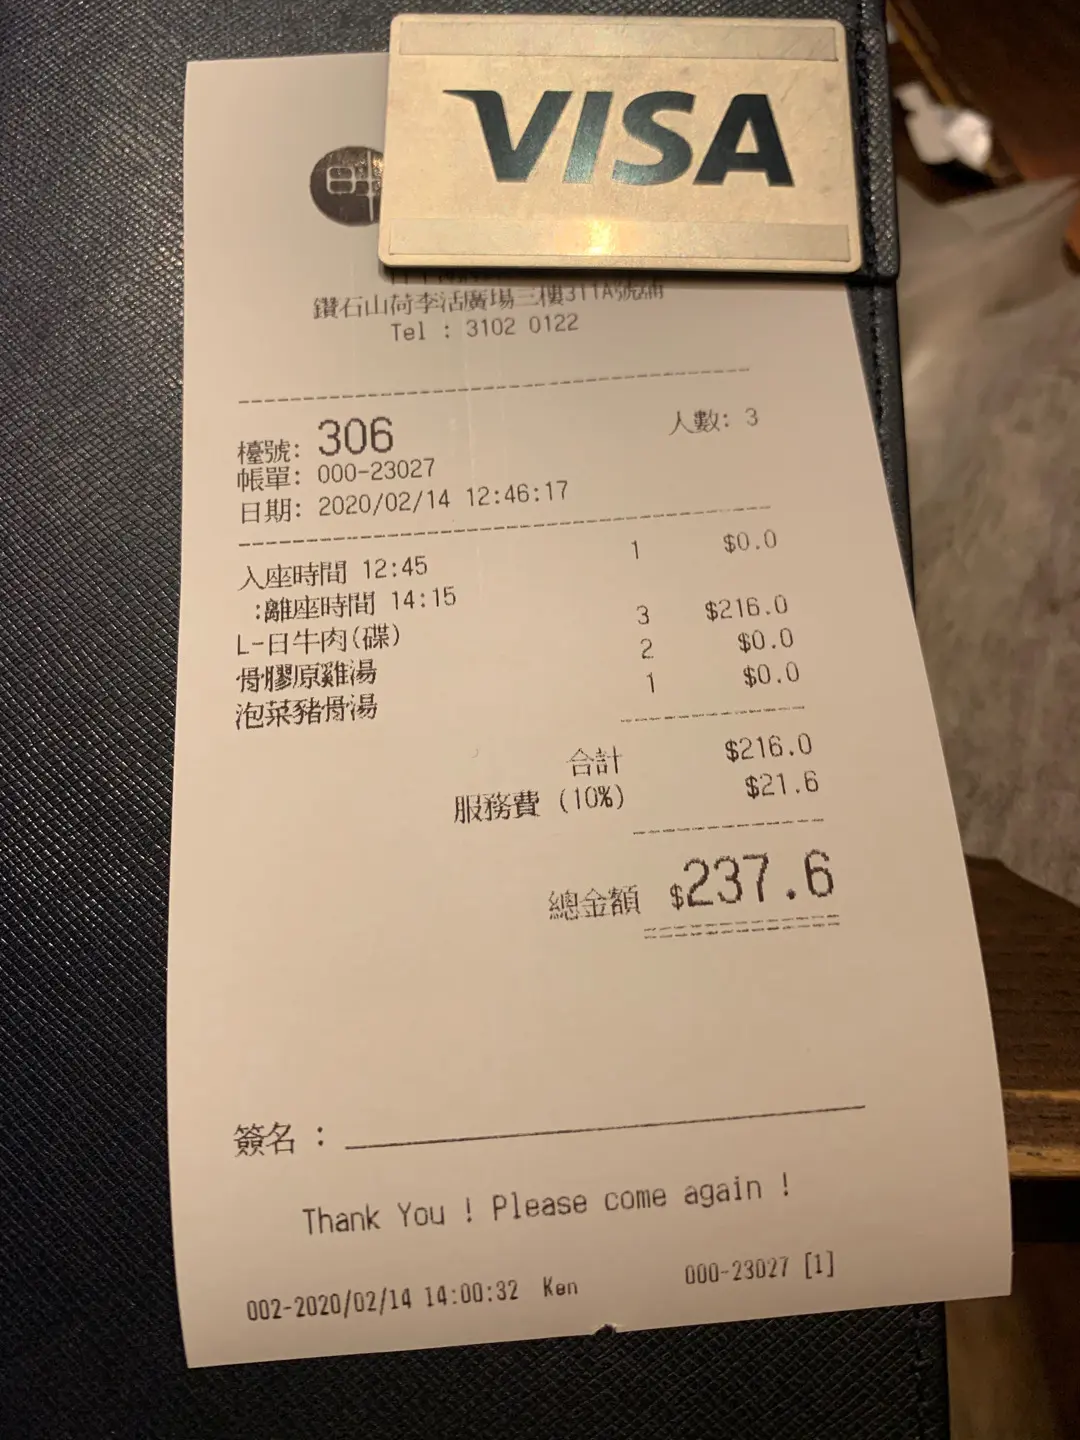 VISA
鑽石山荷李活廣場三樓311A號舖
Tel : 3102 0122
檯號: 306 人數: 3
帳單: 000-23027
日期: 2020/02/14 12:46:17
入座時間 12:45 1 $0.0
:離座時間 14:15
L-日牛肉(碟) 3 $216.0
骨膠原雞湯 2 $0.0
泡菜豬骨湯 1 $0.0
合計 $216.0
服務費 (10%) $21.6
總金額 $237.6
簽名 :
Thank You ! Please come again !
002-2020/02/14 14:00:32 Ken 000-23027 [1]